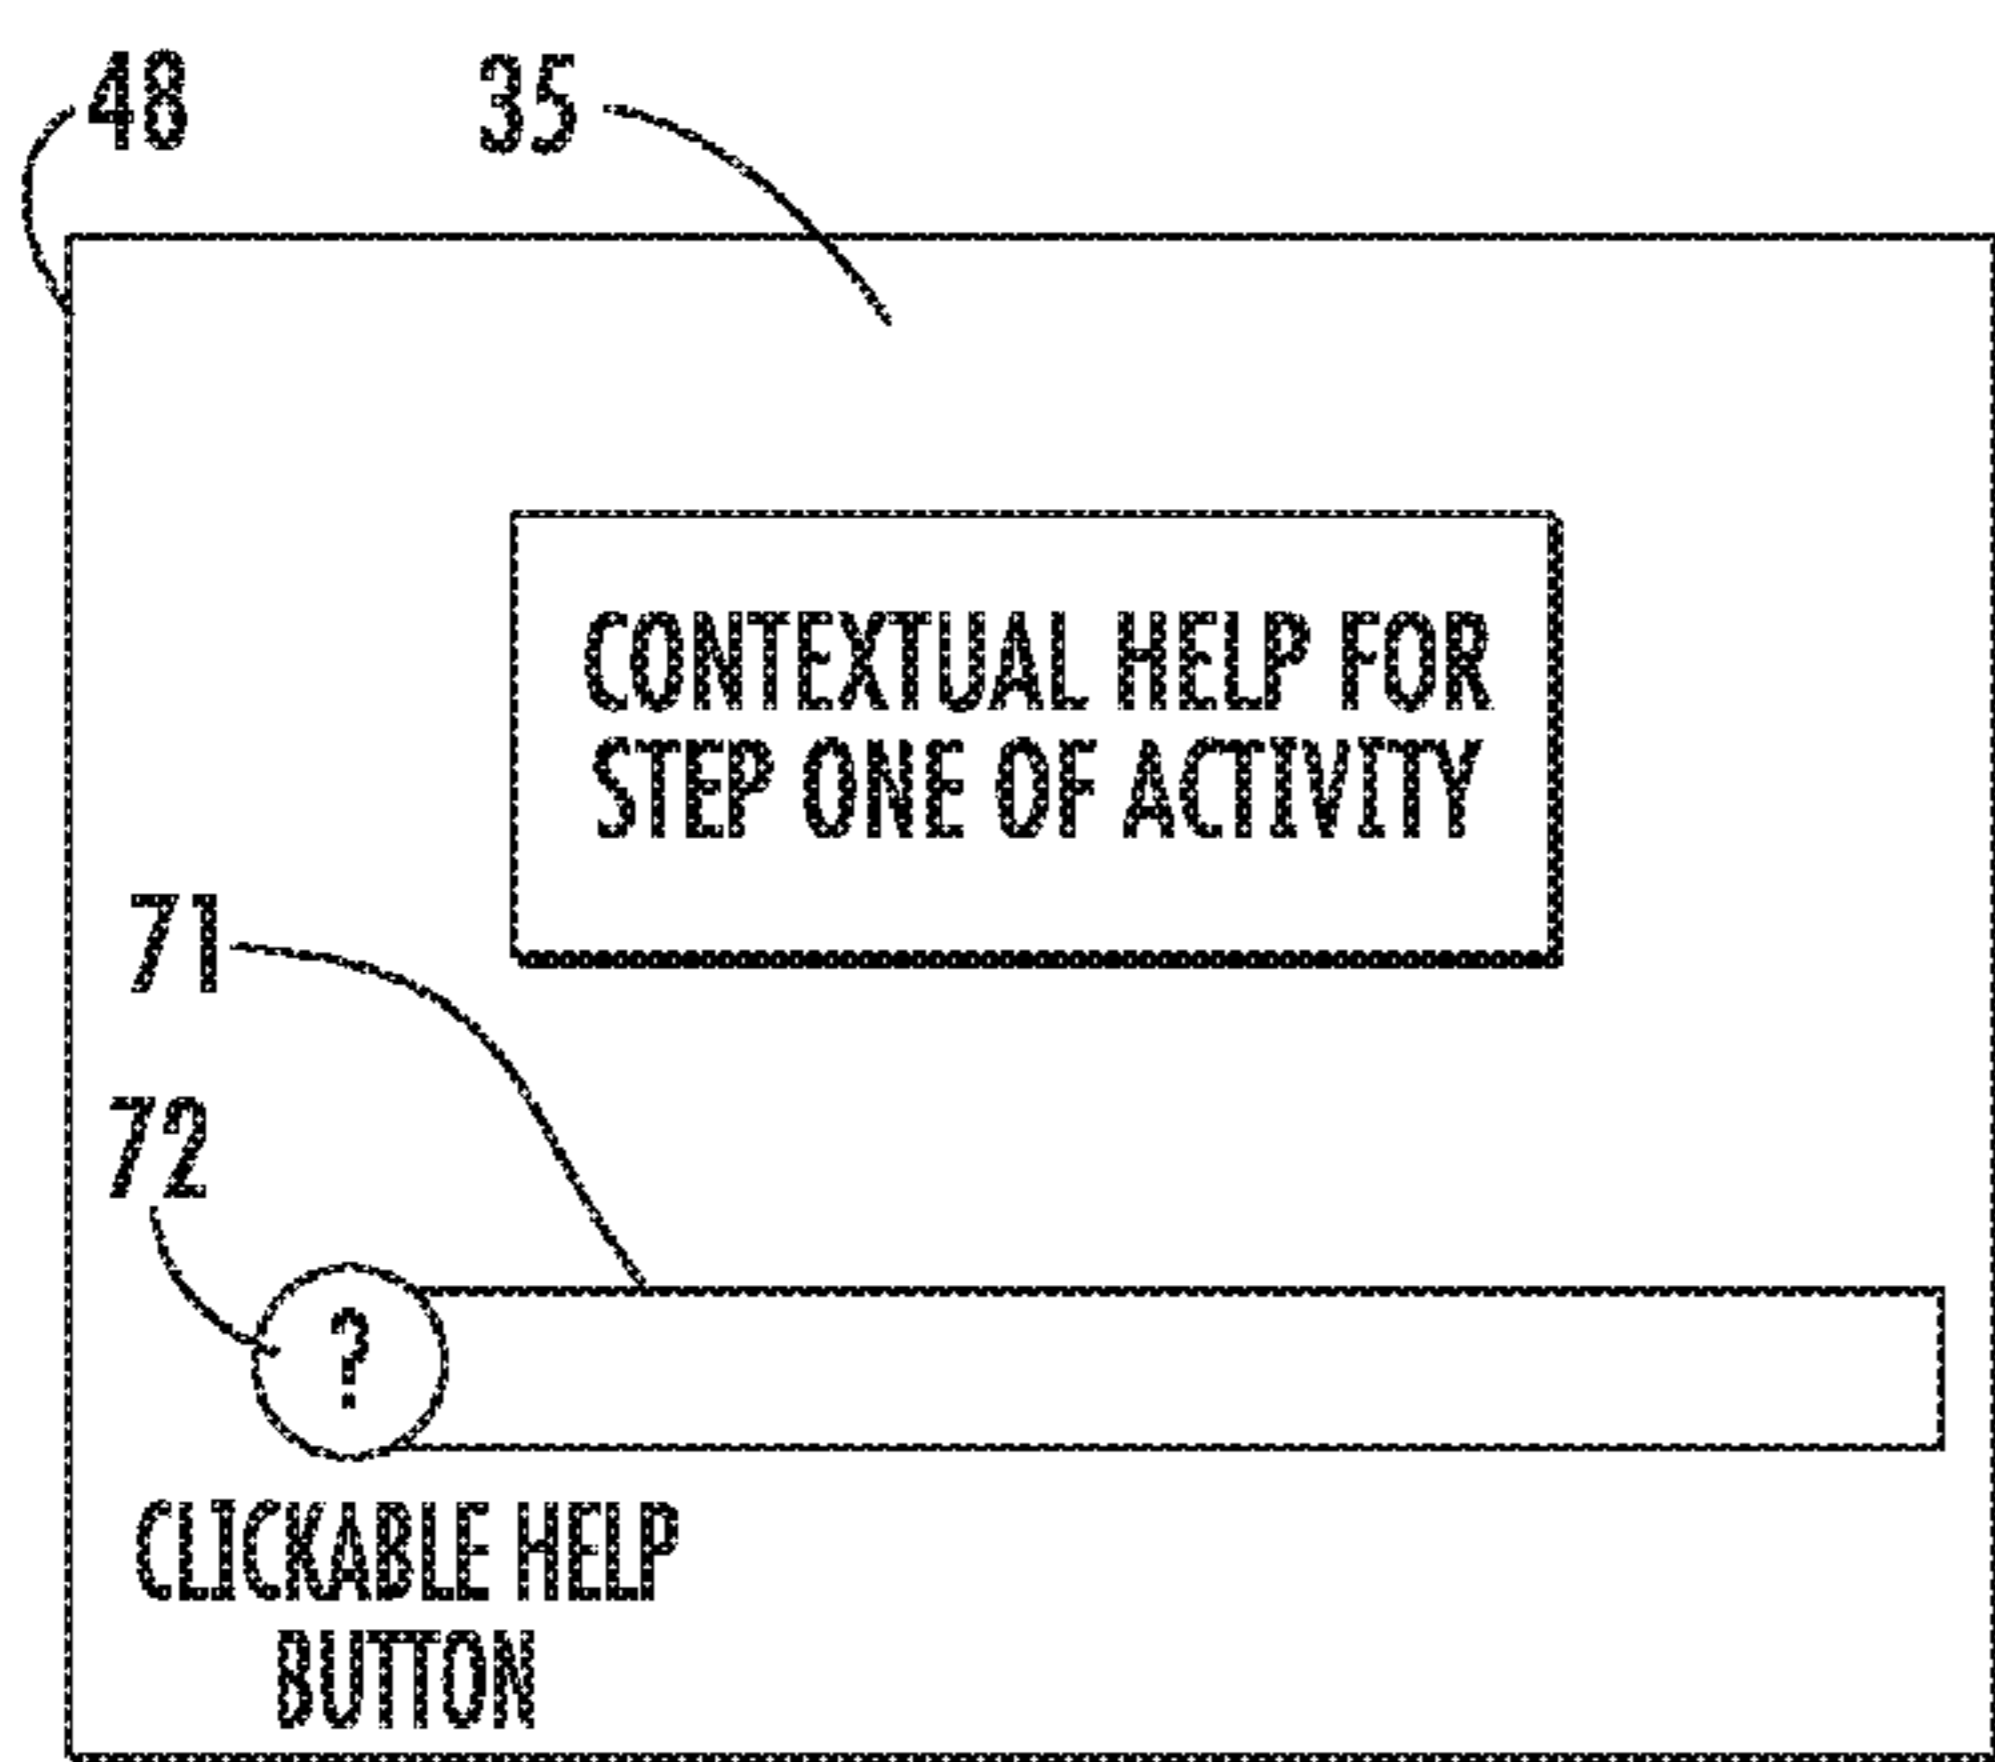 48 35
CONTEXTUAL HELP FOR
STEP ONE OF ACTIVITY
71
72
?
CLICKABLE HELP
BUTTON